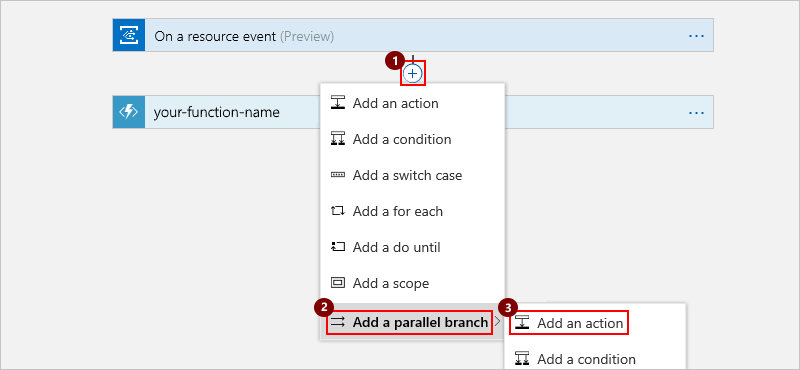 On a resource event (Preview)
1
your-function-name
Add an action
Add a condition
Add a switch case
Add a for each
Add a do until
Add a scope
2
Add a parallel branch
3
Add an action
Add a condition